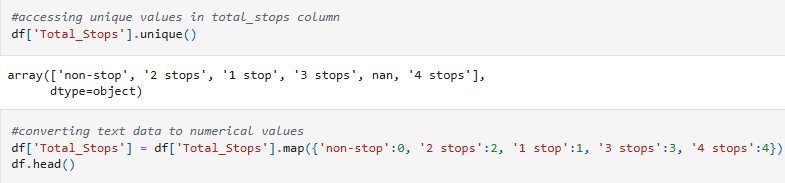 #accessing unique values in total_stops column
df['Total_Stops'].unique()
array(['non-stop', '2 stops', '1 stop', '3 stops', nan, '4 stops'],
dtype=object)
#converting text data to numerical values
df['Total_Stops'] = df['Total_Stops'].map({'non-stop':0, '2 stops':2, '1 stop':1, '3 stops':3, '4 stops':4})
df.head()